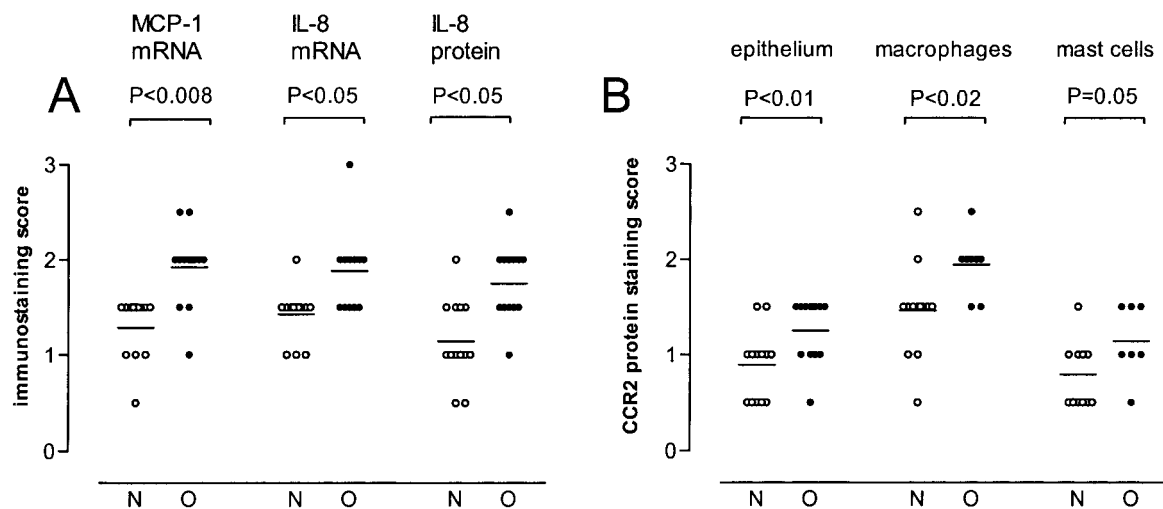 MCP-1 mRNA
IL-8 mRNA
IL-8 protein
A
P<0.008
P<0.05
P<0.05
immunostaining score
3
2
1
0
N O N O N O
epithelium macrophages mast cells
B
P<0.01
P<0.02
P=0.05
CCR2 protein staining score
3
2
1
0
N O N O N O